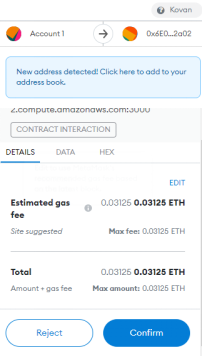 Kovan
Account 1 0x6E0...2a02
New address detected! Click here to add to your
address book.
2.compute.amazonaws.com:3000
CONTRACT INTERACTION
DETAILS DATA HEX
EDIT
Estimated gas fee 0.03125 0.03125 ETH
Site suggested Max fee: 0.03125 ETH
Total 0.03125 0.03125 ETH
Amount + gas fee Max amount: 0.03125 ETH
Reject Confirm